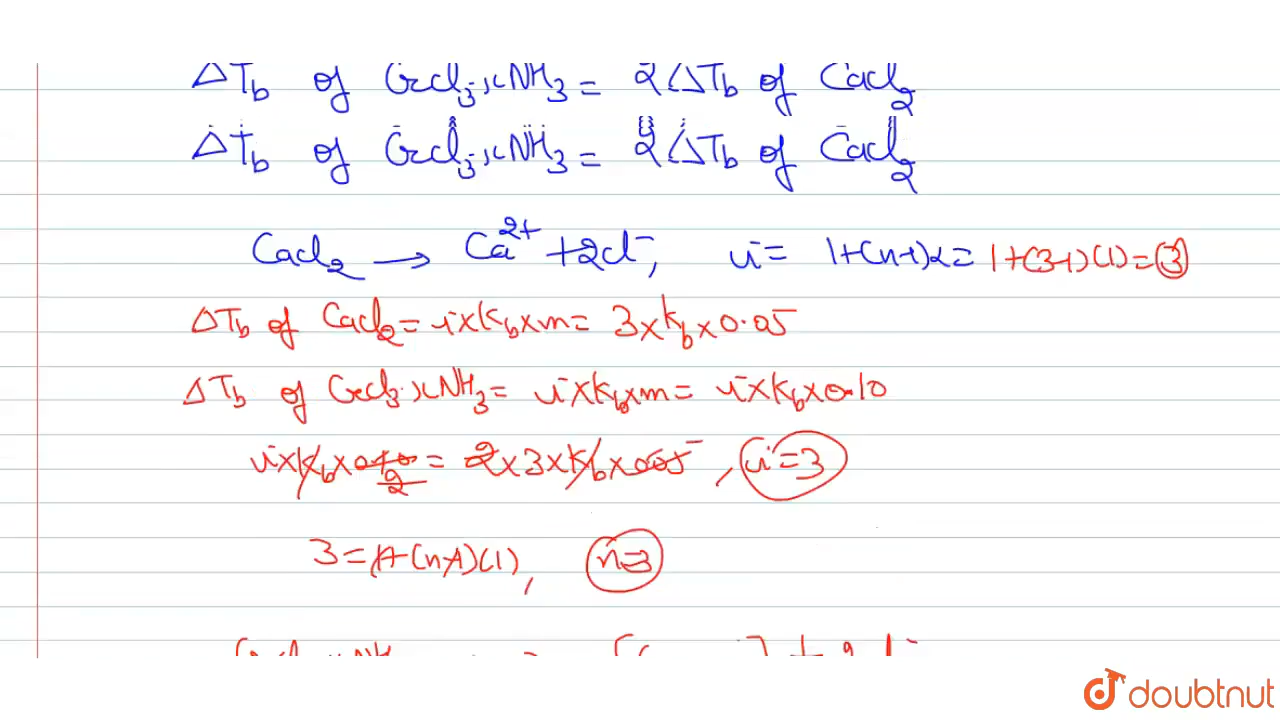 ΔTb of CrCl3.xNH3 = 2ΔTb of CaCl2
ΔTb of CrCl3.xNH3 = 2ΔTb of CaCl2
CaCl2 → Ca2+ + 2Cl-, i = 1+(n-1)α = 1+(3-1)(1) = 3
ΔTb of CaCl2 = i×Kb×m = 3×Kb×0.05
ΔTb of CrCl3.xNH3 = i×Kb×m = i×Kb×0.10
i×Kb×0.10 = 2×3×Kb×0.05, i=3
2
3 = 1+(n-1)(1), n=3
doubtnut